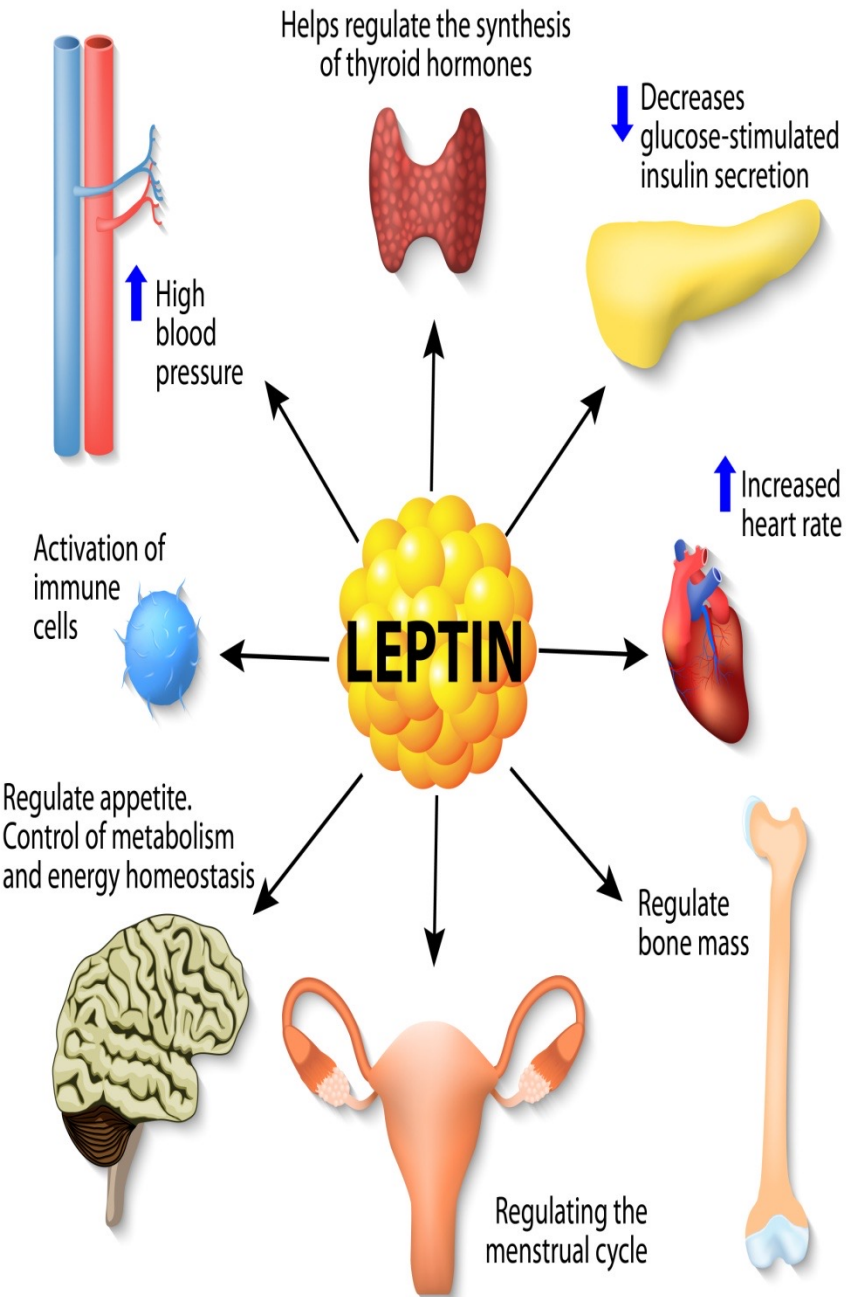 Helps regulate the synthesis
of thyroid hormones
Decreases
glucose-stimulated
insulin secretion
High
blood
pressure
Increased
heart rate
Activation of
immune
cells
LEPTIN
Regulate appetite.
Control of metabolism
and energy homeostasis
Regulate
bone mass
Regulating the
menstrual cycle